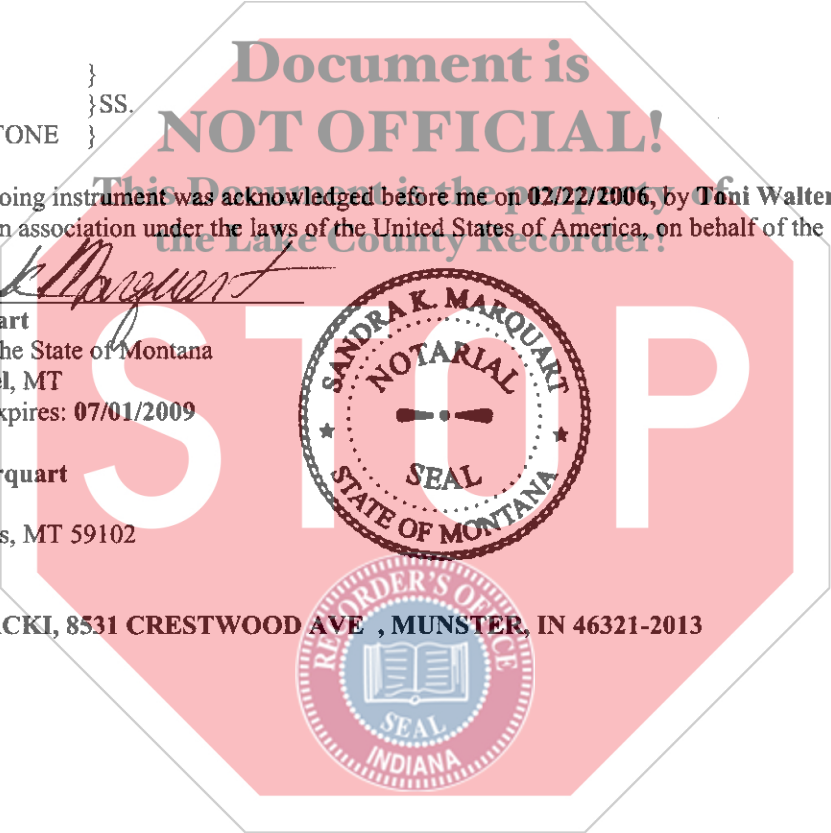 Document is
}
}SS.
NOT OFFICIAL!
TONE }
This Document is the property of
oing instrument was acknowledged before me on 02/22/2006, by Toni Walter
n association under the laws of the United States of America, on behalf of the
the Lake County Recorder!
k Marquart
art
he State of Montana
el, MT
xpires: 07/01/2009
rquart
s, MT 59102
STOP
SANDRA K. MARQUART
NOTARIAL
SEAL
STATE OF MONTANA
CKI, 8531 CRESTWOOD AVE , MUNSTER, IN 46321-2013
RECORDER'S OFFICE
SEAL
INDIANA